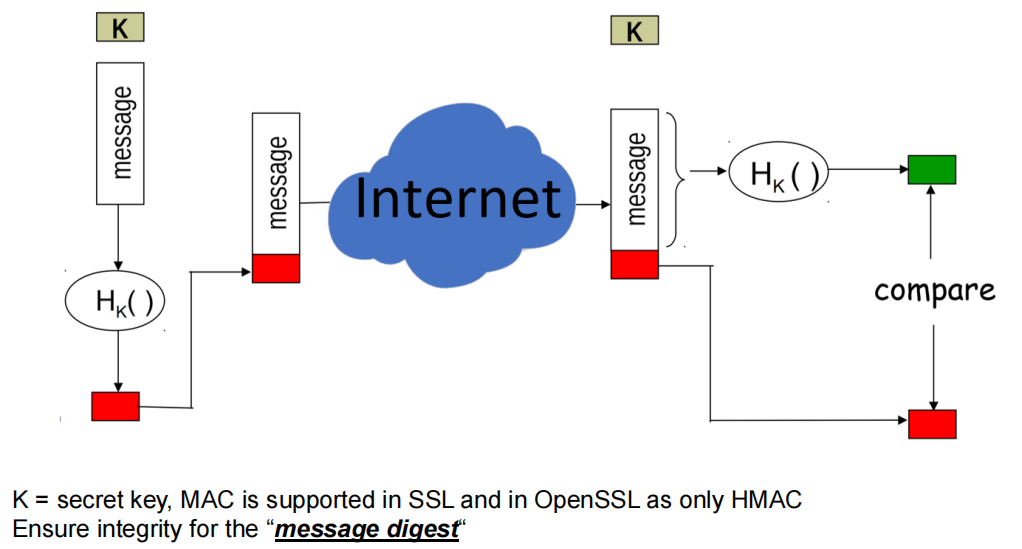 K
K
message
message
Internet
message
H_K ( )
compare
H_K( )
K = secret key, MAC is supported in SSL and in OpenSSL as only HMAC
Ensure integrity for the “message digest“